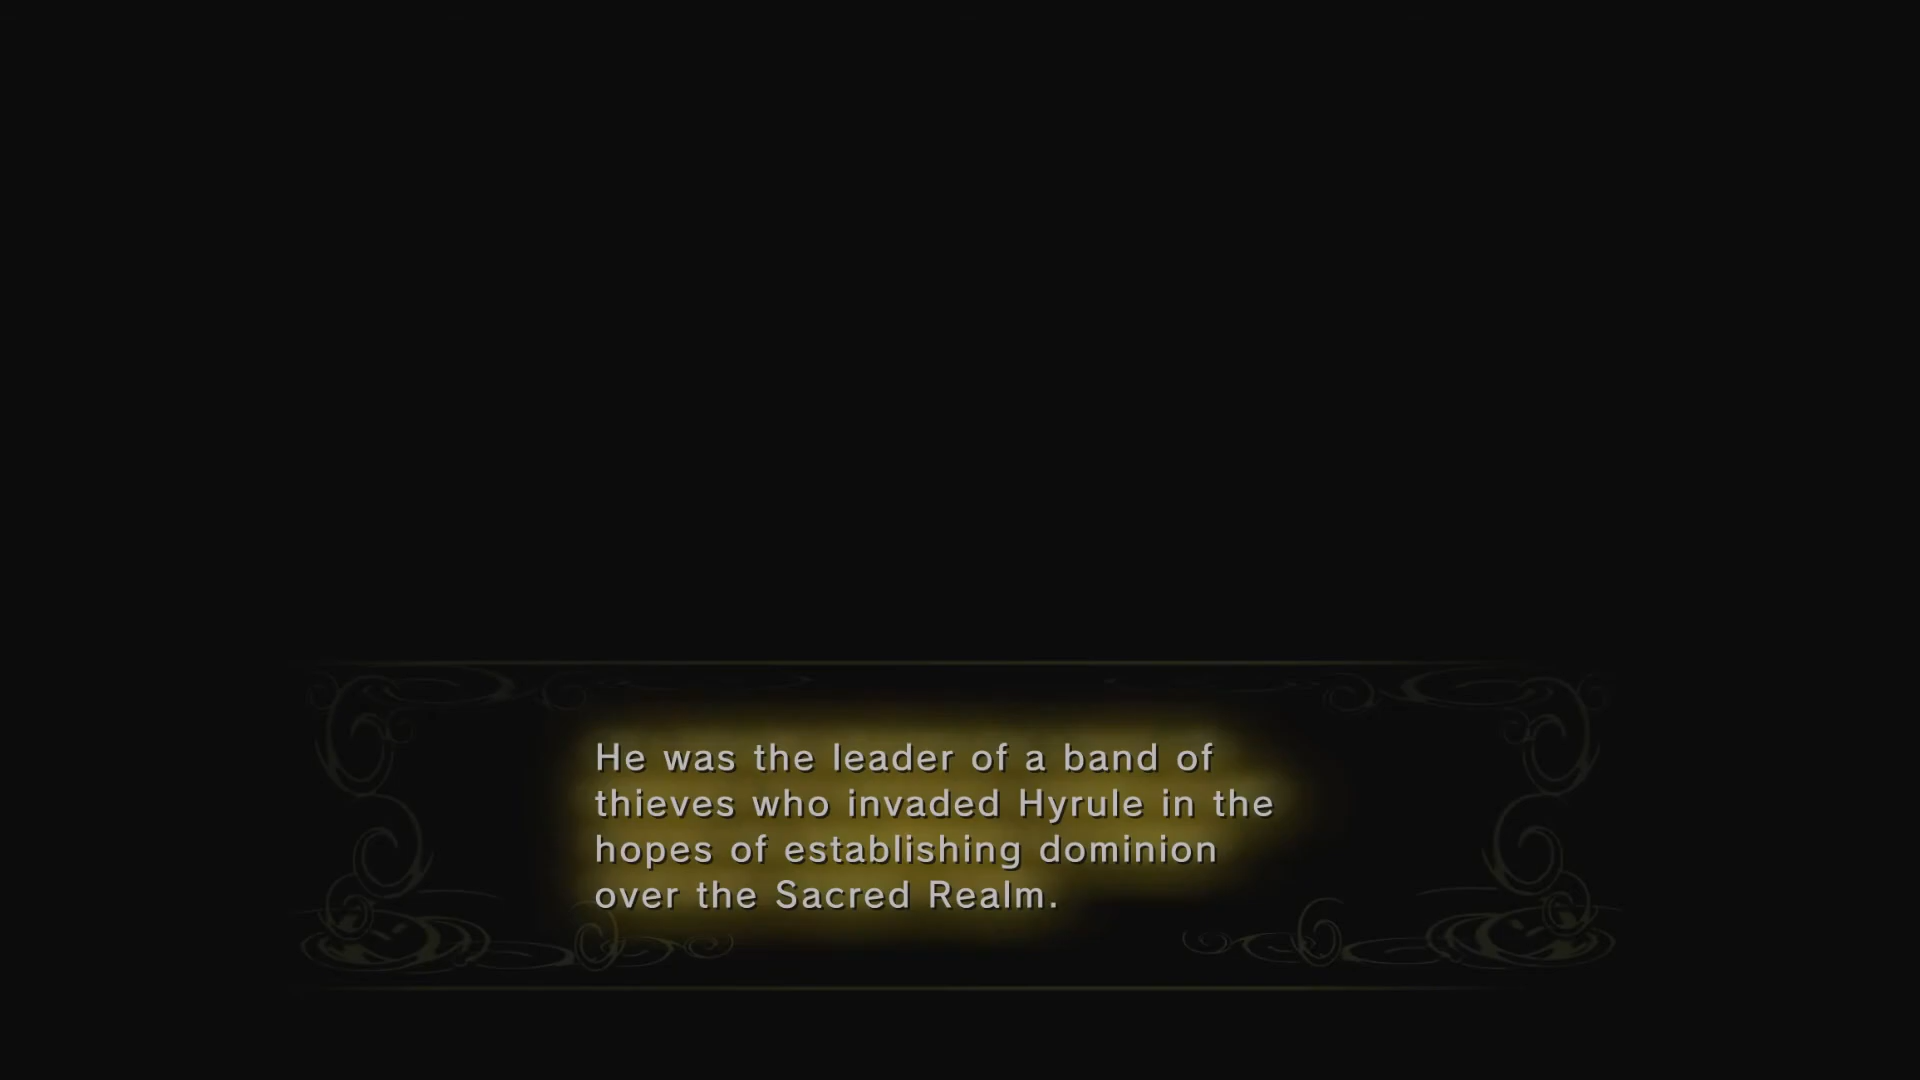 He was the leader of a band of
thieves who invaded Hyrule in the
hopes of establishing dominion
over the Sacred Realm.